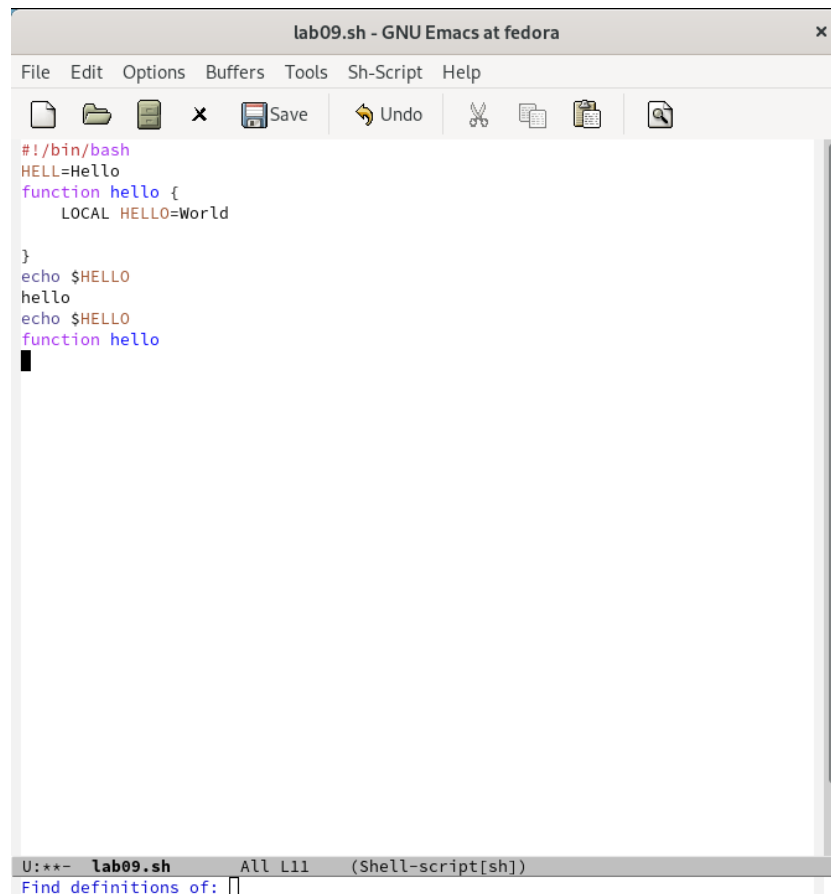 lab09.sh - GNU Emacs at fedora ×
File Edit Options Buffers Tools Sh-Script Help
Save Undo
#!/bin/bash
HELL=Hello
function hello {
    LOCAL HELLO=World
}
echo $HELLO
hello
echo $HELLO
function hello
U:**- lab09.sh All L11 (Shell-script[sh])
Find definitions of: